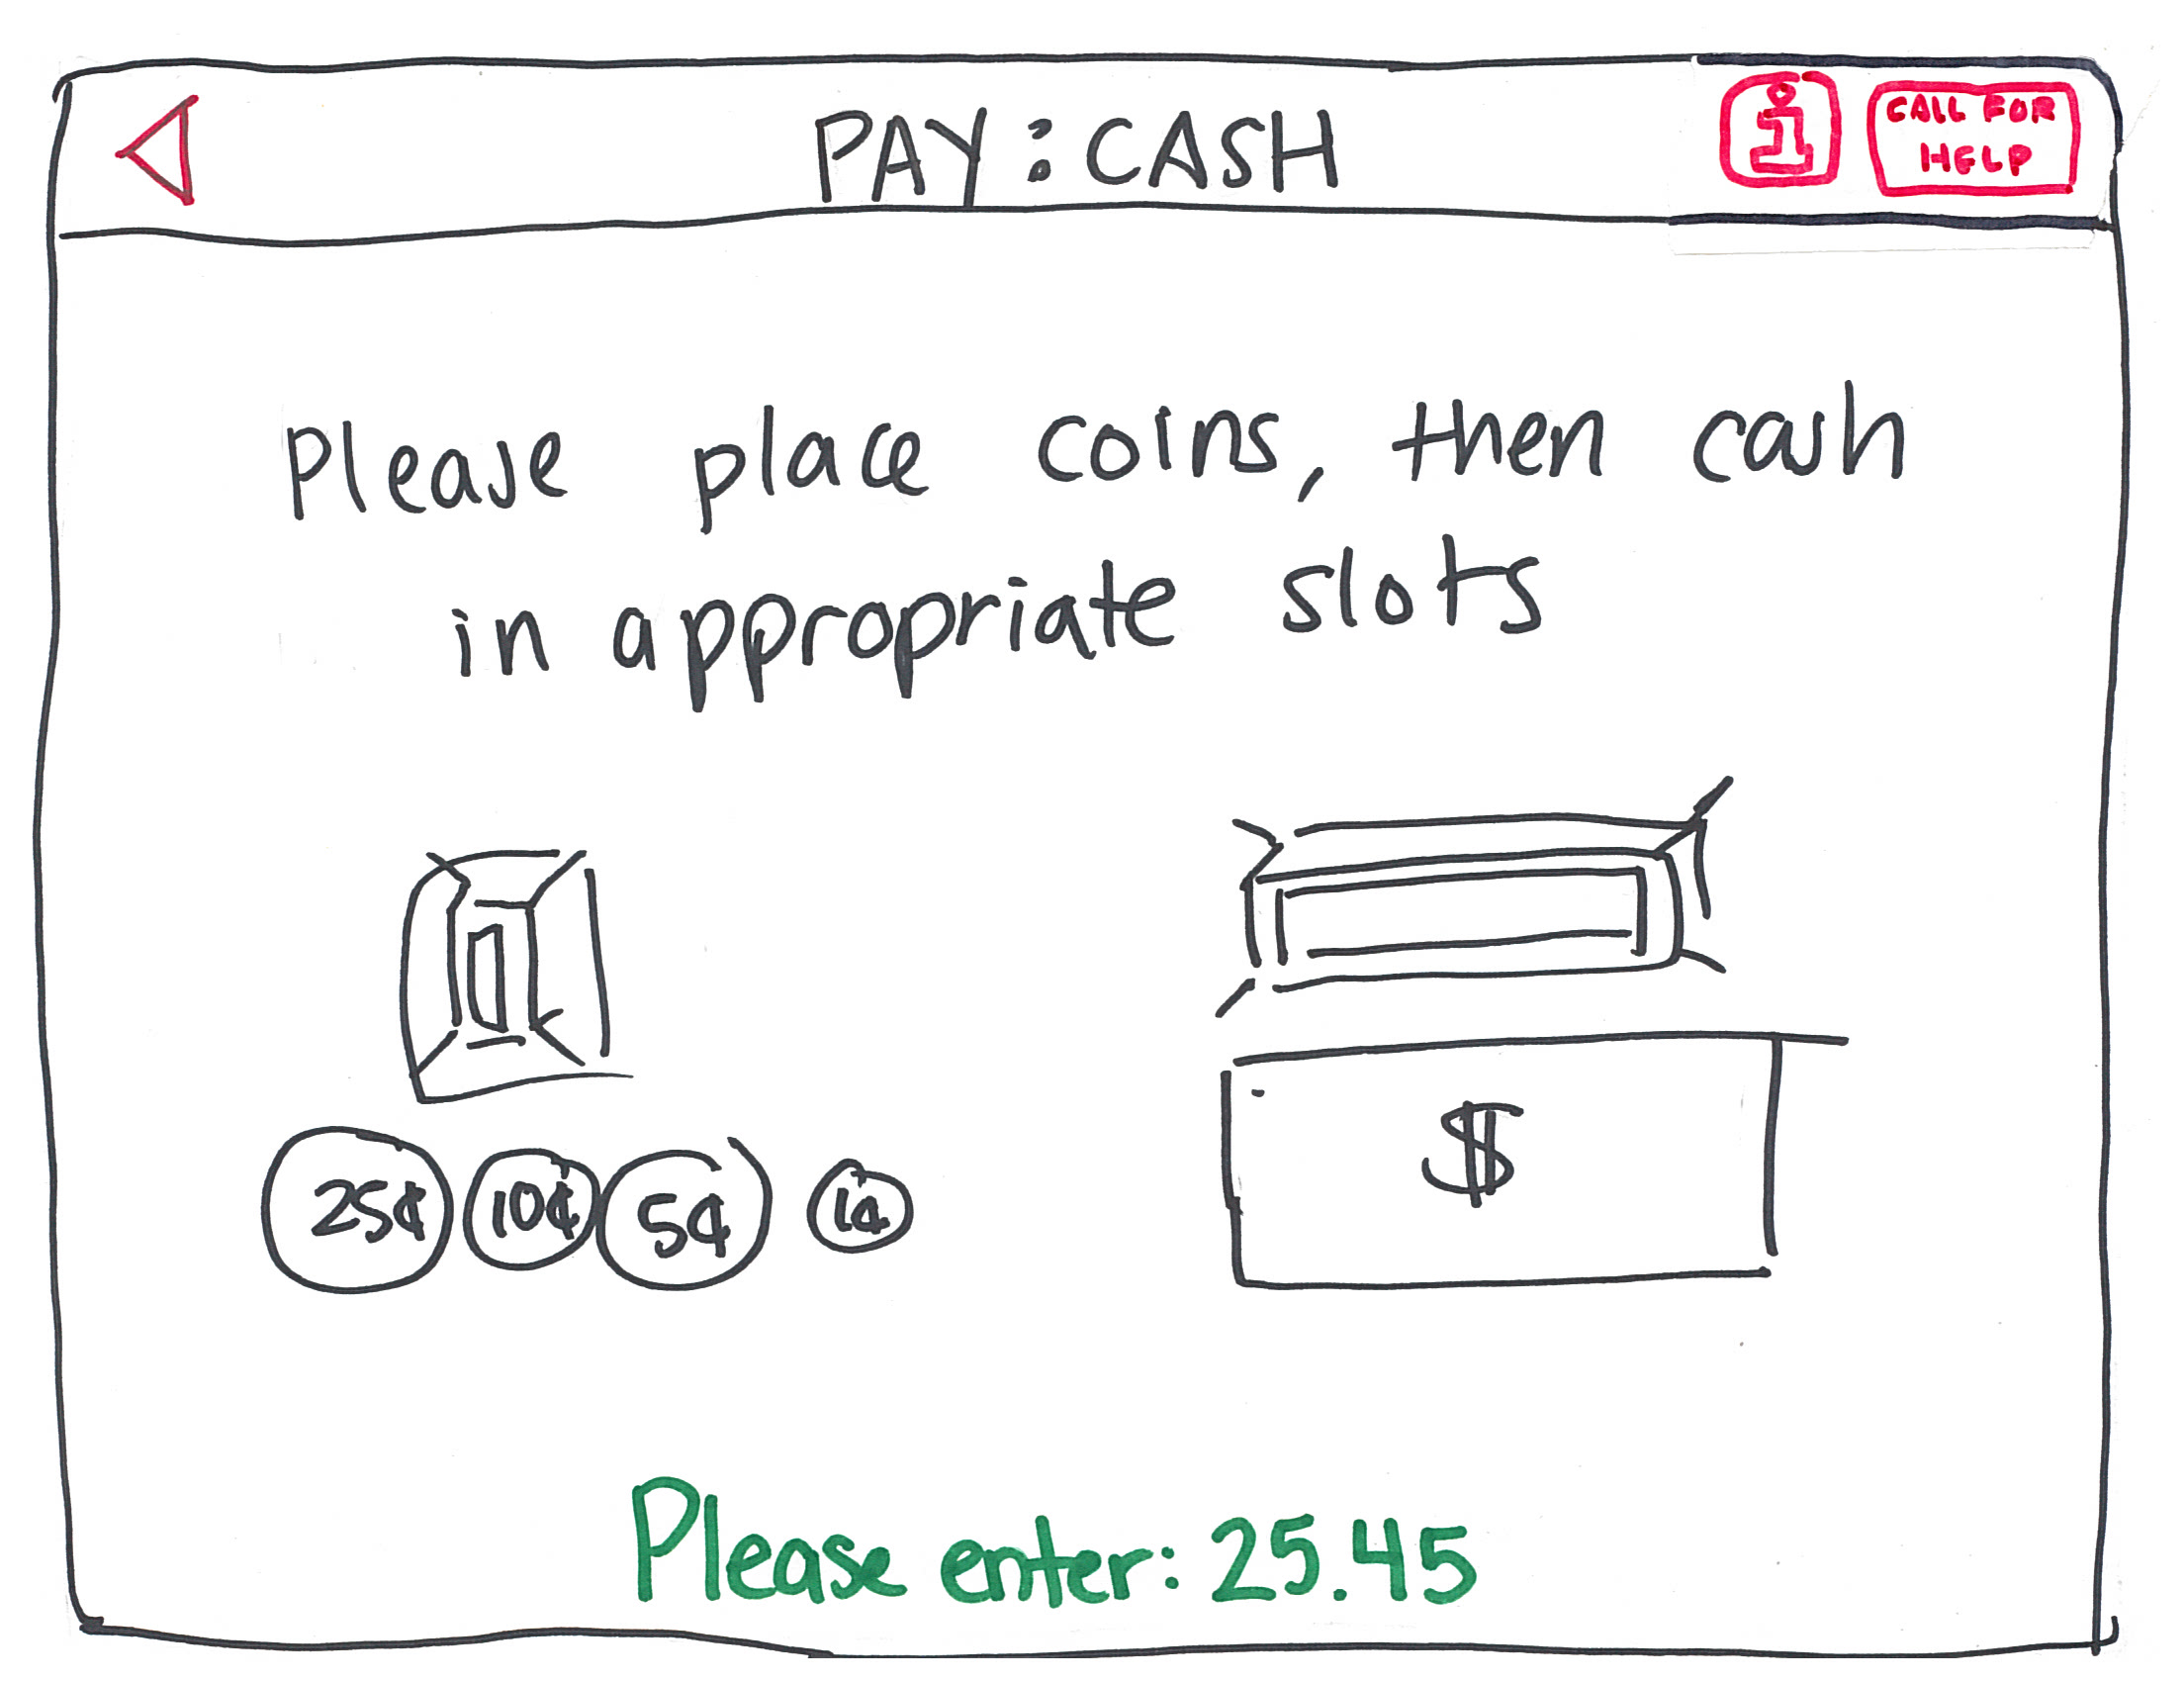 PAY: CASH
i
CALL FOR
HELP
Please place coins, then cash
in appropriate slots
25¢ 10¢ 5¢ 1¢
$
Please enter: 25.45